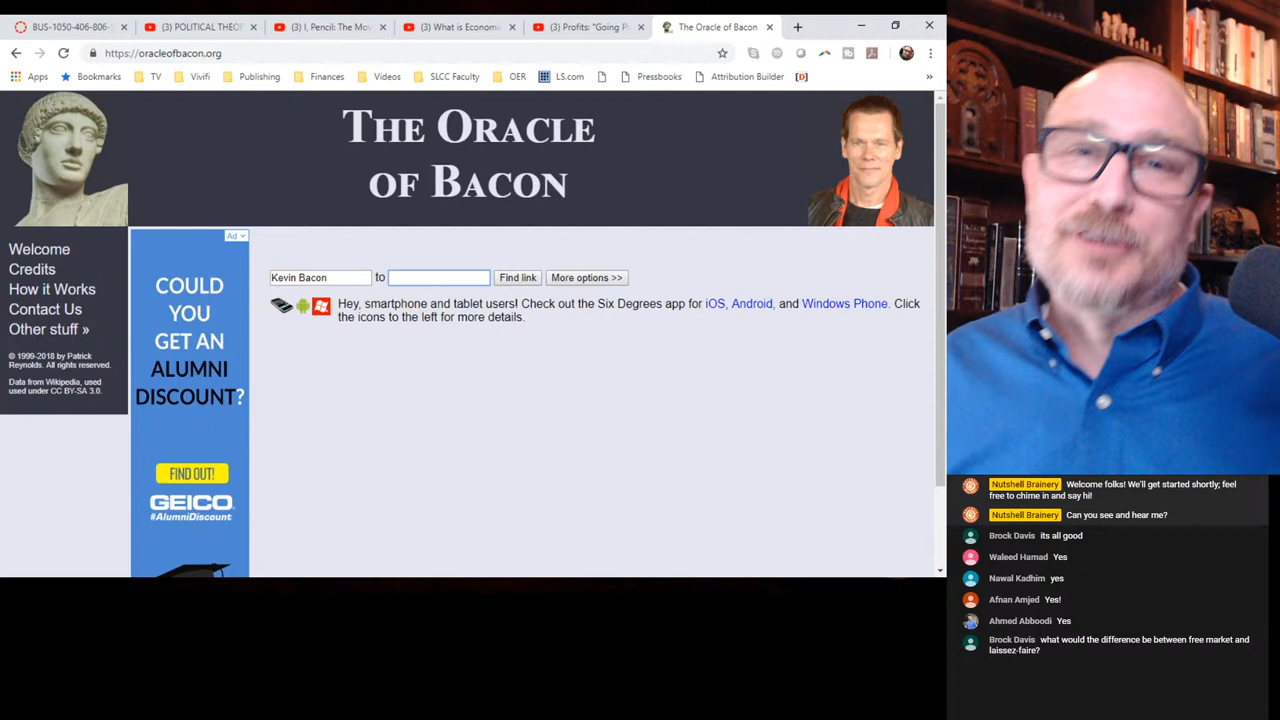 BUS-1050-406-806-
(3) POLITICAL THEOR
(3) I, Pencil: The Mov
(3) What is Economi
(3) Profits: "Going P
The Oracle of Bacon
https://oracleofbacon.org
Apps
Bookmarks
TV
Vivifi
Publishing
Finances
Videos
SLCC Faculty
OER
LS.com
Pressbooks
Attribution Builder
[D]
»
THE ORACLE
OF BACON
Welcome
Credits
How it Works
Contact Us
Other stuff »
© 1999-2018 by Patrick
Reynolds. All rights reserved.
Data from Wikipedia, used
used under CC BY-SA 3.0.
Ad
COULD
YOU
GET AN
ALUMNI
DISCOUNT?
FIND OUT!
GEICO
#AlumniDiscount
Kevin Bacon to Find link More options >>
Hey, smartphone and tablet users! Check out the Six Degrees app for iOS, Android, and Windows Phone. Click
the icons to the left for more details.
Nutshell Brainery Welcome folks! We'll get started shortly; feel
free to chime in and say hi!
Nutshell Brainery Can you see and hear me?
Brock Davis its all good
Waleed Hamad Yes
Nawal Kadhim yes
Afnan Amjed Yes!
Ahmed Abboodi Yes
Brock Davis what would the difference be between free market and
laissez-faire?